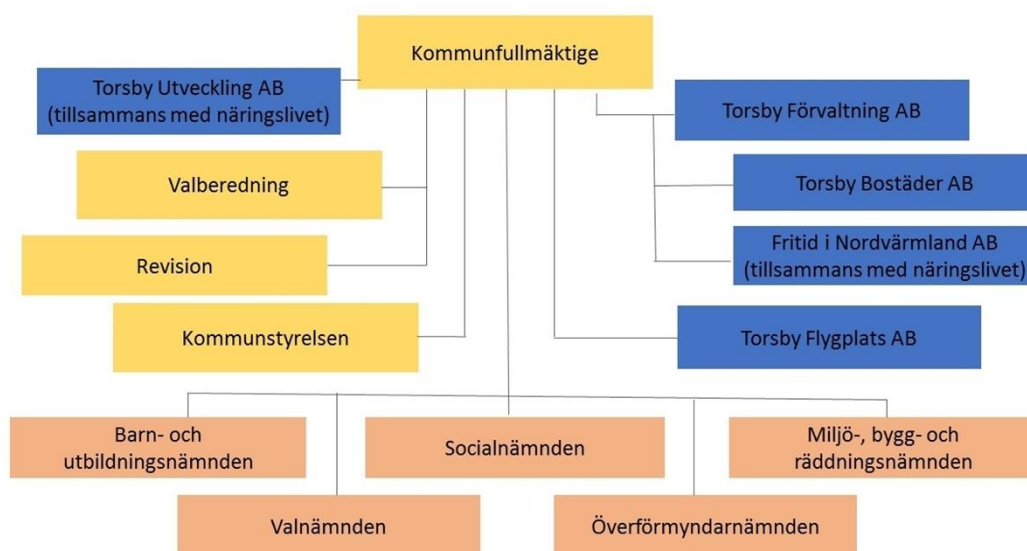 Kommunfullmäktige
Torsby Utveckling AB
(tillsammans med näringslivet)
Torsby Förvaltning AB
Valberedning
Torsby Bostäder AB
Revision
Fritid i Nordvärmland AB
(tillsammans med näringslivet)
Kommunstyrelsen
Torsby Flygplats AB
Barn- och
utbildningsnämnden
Socialnämnden
Miljö-, bygg- och
räddningsnämnden
Valnämnden
Överförmyndarnämnden